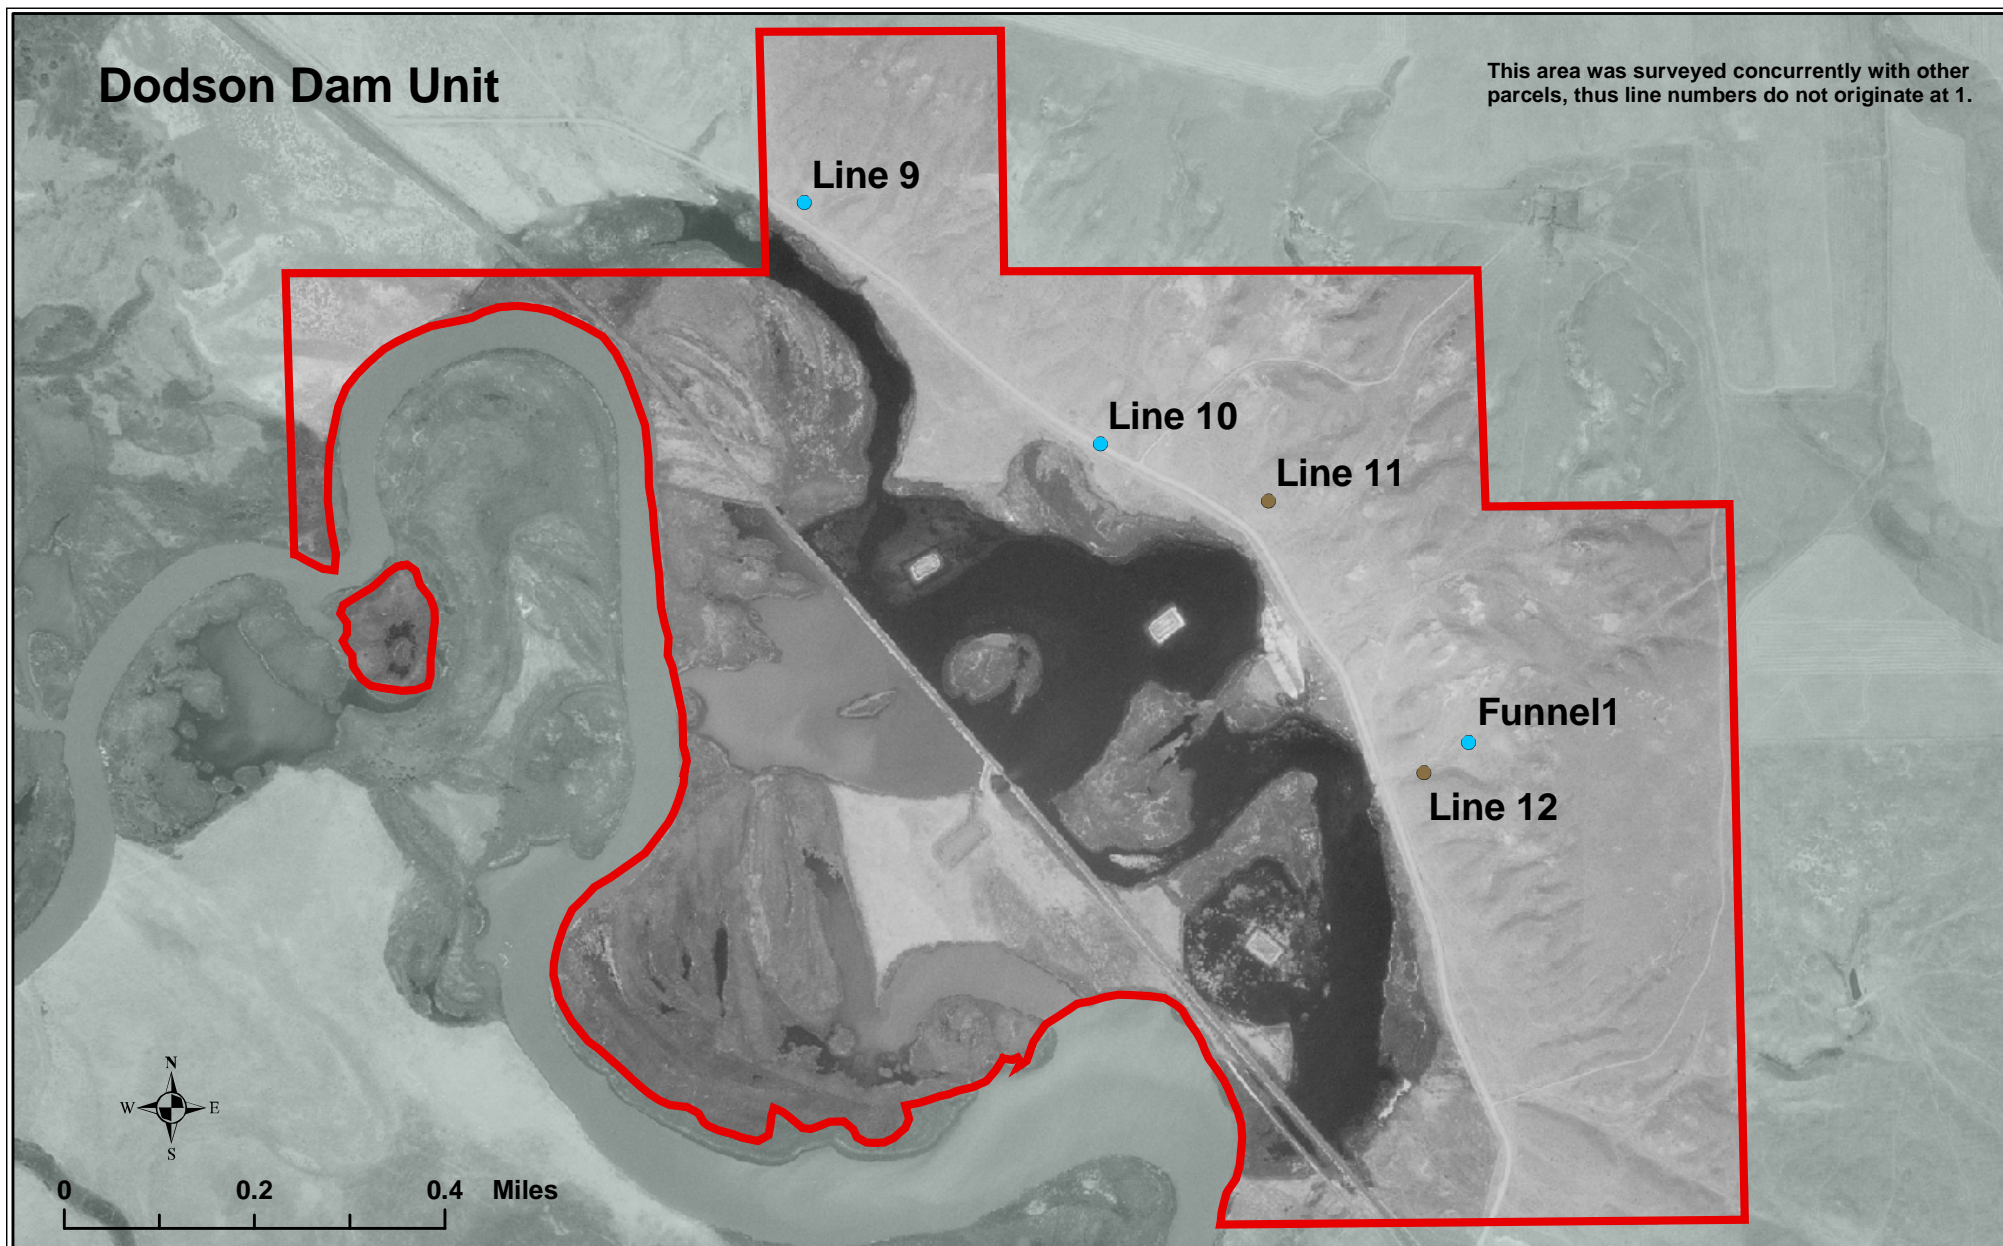 Dodson Dam Unit
This area was surveyed concurrently with other
parcels, thus line numbers do not originate at 1.
Line 9
Line 10
Line 11
Funnel1
Line 12
N
W E
S
0 0.2 0.4 Miles